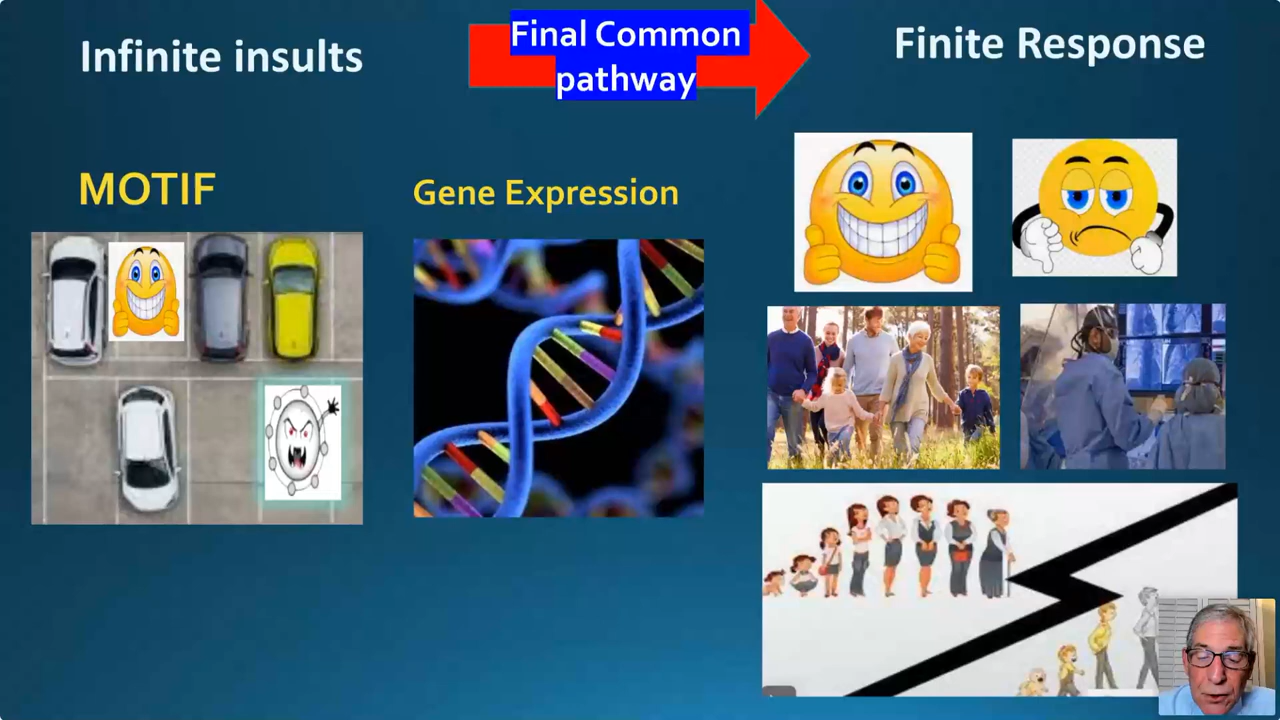 Infinite insults
Final Common
pathway
Finite Response
MOTIF
Gene Expression